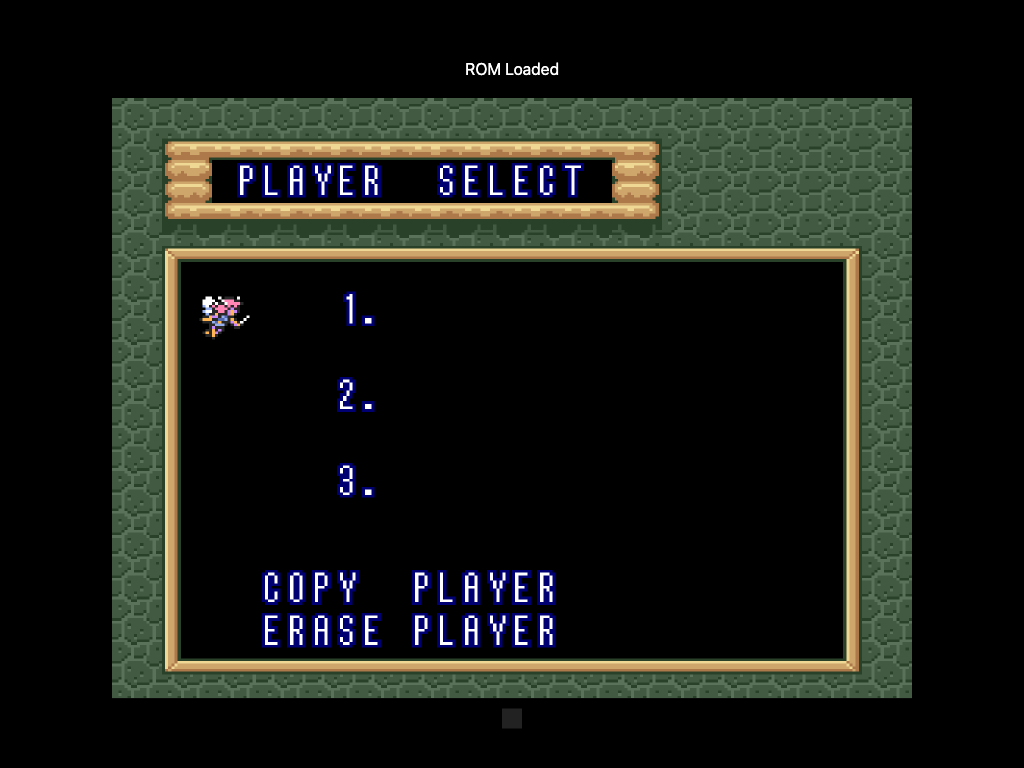 ROM Loaded
PLAYER SELECT
1.
2.
3.
COPY PLAYER
ERASE PLAYER